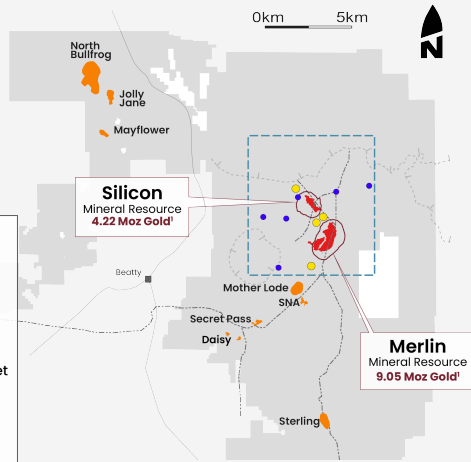 0km 5km
N
North
Bullfrog
Jolly
Jane
Mayflower
Silicon
Mineral Resource
4.22 Moz Gold¹
Beatty
Mother Lode
SNA
Secret Pass
Daisy
Merlin
Mineral Resource
9.05 Moz Gold¹
et
Sterling